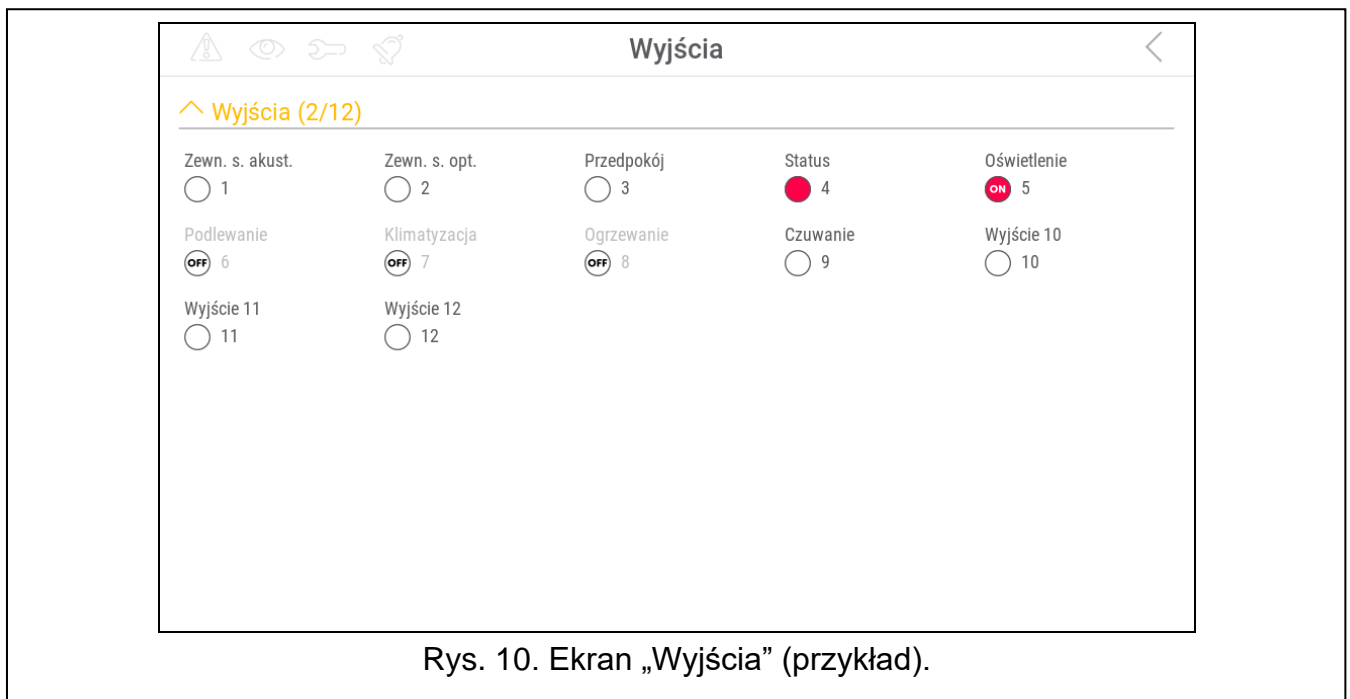 Wyjścia
Wyjścia (2/12)
Zewn. s. akust. Zewn. s. opt. Przedpokój Status Oświetlenie
1 2 3 4 ON 5
Podlewanie Klimatyzacja Ogrzewanie Czuwanie Wyjście 10
OFF 6 OFF 7 OFF 8 9 10
Wyjście 11 Wyjście 12
11 12
Rys. 10. Ekran „Wyjścia” (przykład).